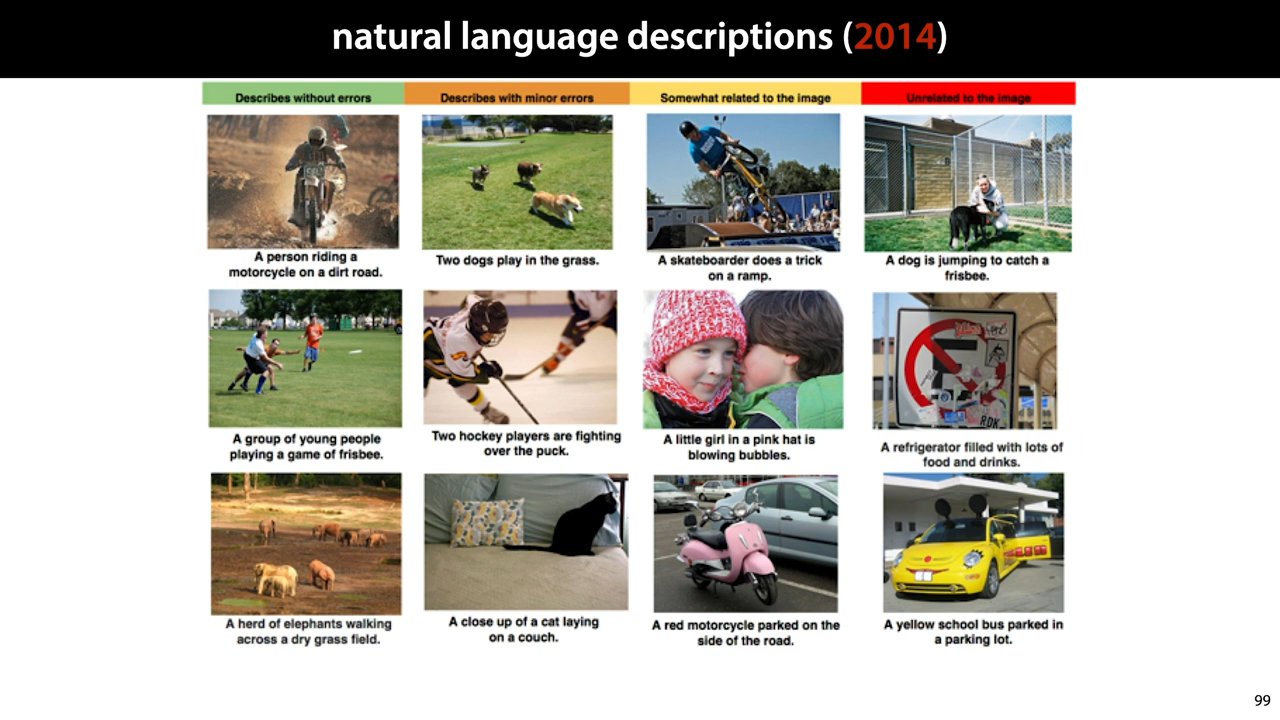 natural language descriptions (2014)
Describes without errors
Describes with minor errors
Somewhat related to the image
Unrelated to the image
A person riding a
motorcycle on a dirt road.
Two dogs play in the grass.
A skateboarder does a trick
on a ramp.
A dog is jumping to catch a
frisbee.
A group of young people
playing a game of frisbee.
Two hockey players are fighting
over the puck.
A little girl in a pink hat is
blowing bubbles.
RDK
A refrigerator filled with lots of
food and drinks.
A herd of elephants walking
across a dry grass field.
A close up of a cat laying
on a couch.
A red motorcycle parked on the
side of the road.
A yellow school bus parked in
a parking lot.
99